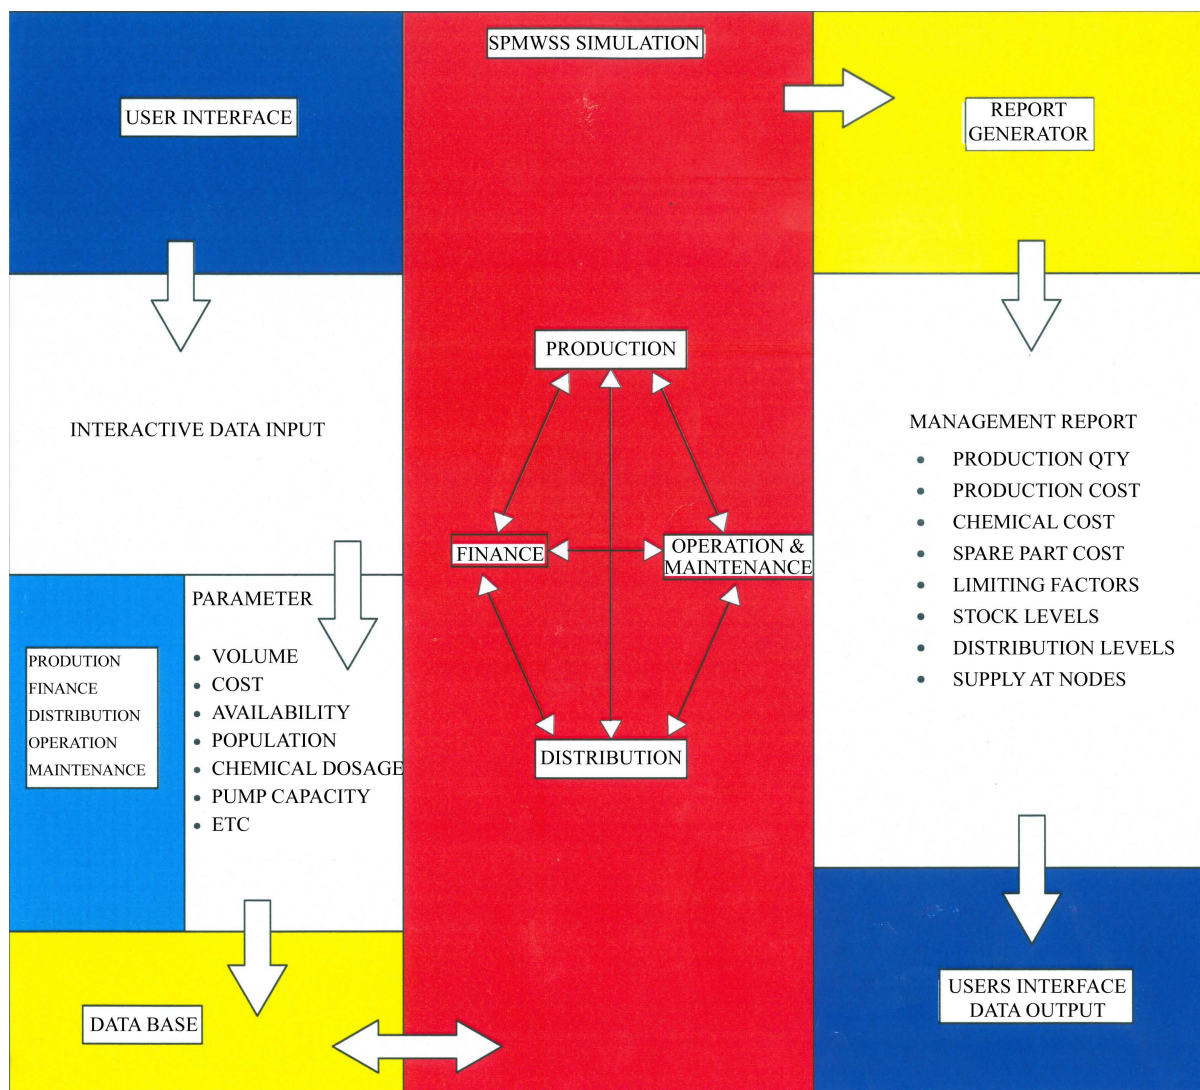 USER INTERFACE
INTERACTIVE DATA INPUT
PRODUTION
FINANCE
DISTRIBUTION
OPERATION
MAINTENANCE
PARAMETER
• VOLUME
• COST
• AVAILABILITY
• POPULATION
• CHEMICAL DOSAGE
• PUMP CAPACITY
• ETC
DATA BASE
SPMWSS SIMULATION
PRODUCTION
FINANCE
OPERATION &
MAINTENANCE
DISTRIBUTION
REPORT
GENERATOR
MANAGEMENT REPORT
• PRODUCTION QTY
• PRODUCTION COST
• CHEMICAL COST
• SPARE PART COST
• LIMITING FACTORS
• STOCK LEVELS
• DISTRIBUTION LEVELS
• SUPPLY AT NODES
USERS INTERFACE
DATA OUTPUT